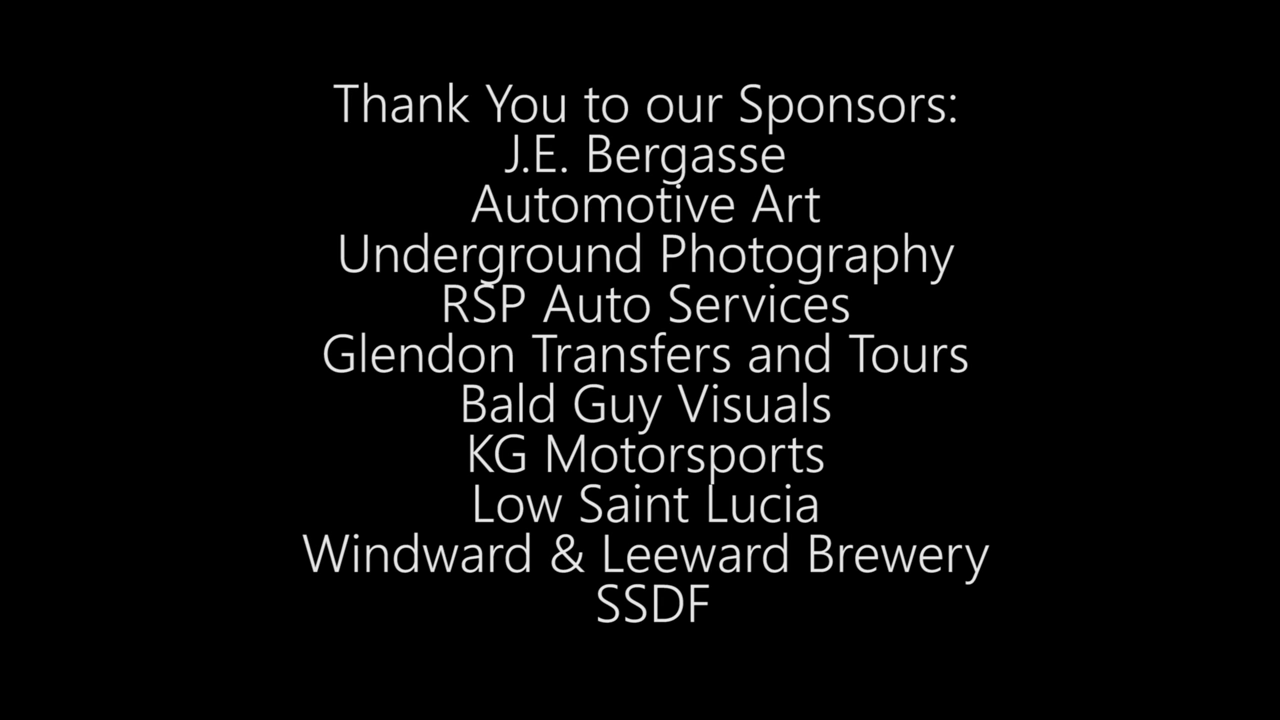 Thank You to our Sponsors:
J.E. Bergasse
Automotive Art
Underground Photography
RSP Auto Services
Glendon Transfers and Tours
Bald Guy Visuals
KG Motorsports
Low Saint Lucia
Windward & Leeward Brewery
SSDF